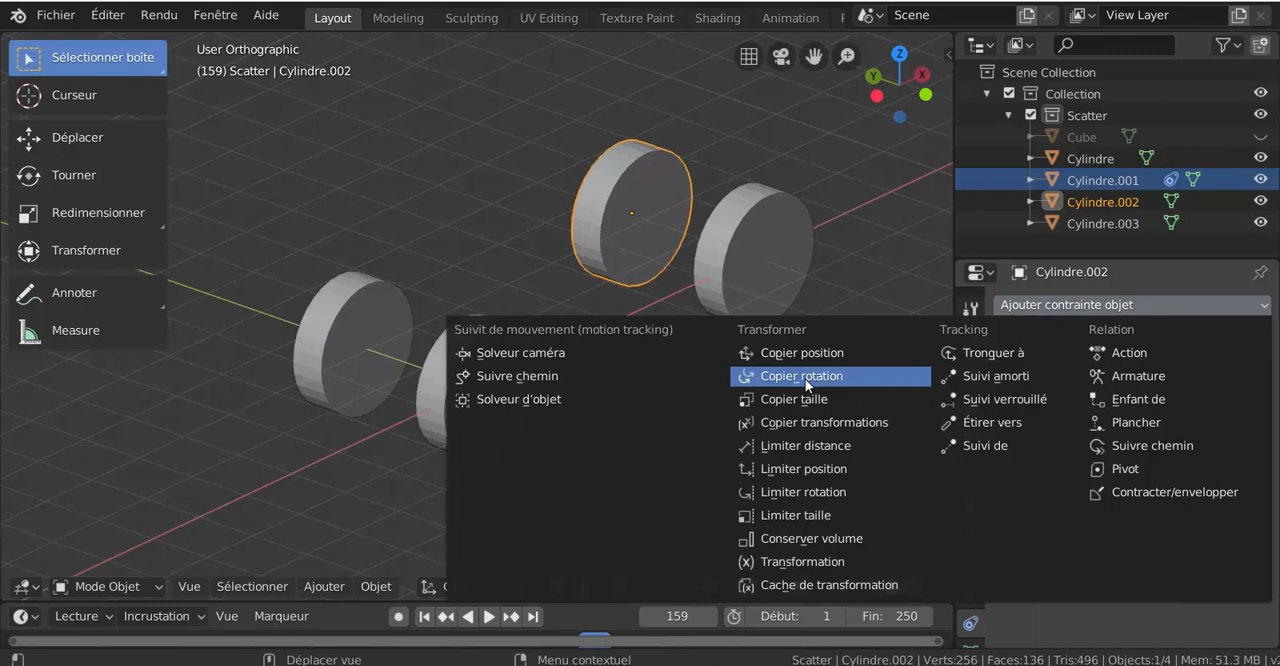 Fichier Éditer Rendu Fenêtre Aide Layout Modeling Sculpting UV Editing Texture Paint Shading Animation Scene View Layer
Sélectionner boîte
Curseur
Déplacer
Tourner
Redimensionner
Transformer
Annoter
Measure
User Orthographic
(159) Scatter | Cylindre.002
Z
Y
X
Scene Collection
Collection
Scatter
Cube
Cylindre
Cylindre.001
Cylindre.002
Cylindre.003
Cylindre.002
Ajouter contrainte objet
Suivit de mouvement (motion tracking)
Solveur caméra
Suivre chemin
Solveur d'objet
Transformer
Copier position
Copier rotation
Copier taille
Copier transformations
Limiter distance
Limiter position
Limiter rotation
Limiter taille
Conserver volume
Transformation
Cache de transformation
Tracking
Tronguer à
Suivi amorti
Suivi verrouillé
Étirer vers
Suivi de
Relation
Action
Armature
Enfant de
Plancher
Suivre chemin
Pivot
Contracter/envelopper
Mode Objet Vue Sélectionner Ajouter Objet
Lecture Incrustation Vue Marqueur 159 Début: 1 Fin: 250
Déplacer vue Menu contextuel Scatter | Cylindre.002 | Verts:256 | Faces:136 | Tris:496 | Objects:1/4 | Mem: 51.3 MB